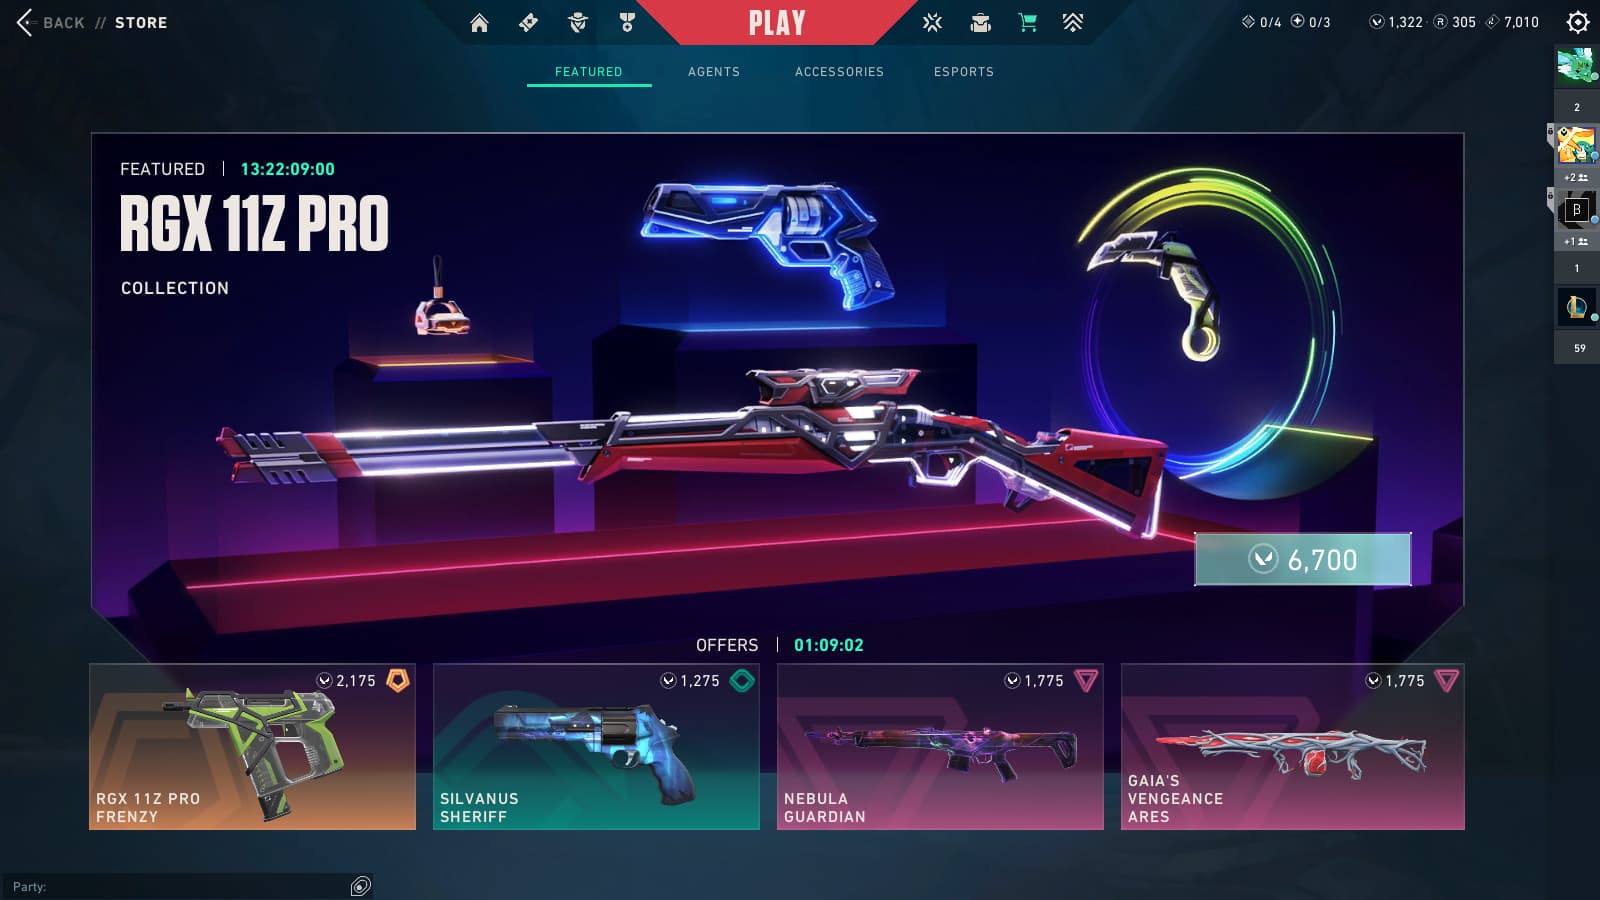 BACK // STORE
PLAY
0/4 0/3 1,322 R 305 7,010
FEATURED AGENTS ACCESSORIES ESPORTS
FEATURED | 13:22:09:00
RGX 11Z PRO
COLLECTION
6,700
OFFERS | 01:09:02
2,175
RGX 11Z PRO
FRENZY
1,275
SILVANUS
SHERIFF
1,775
NEBULA
GUARDIAN
1,775
GAIA'S
VENGEANCE
ARES
2
+2
B
+1
1
59
Party: